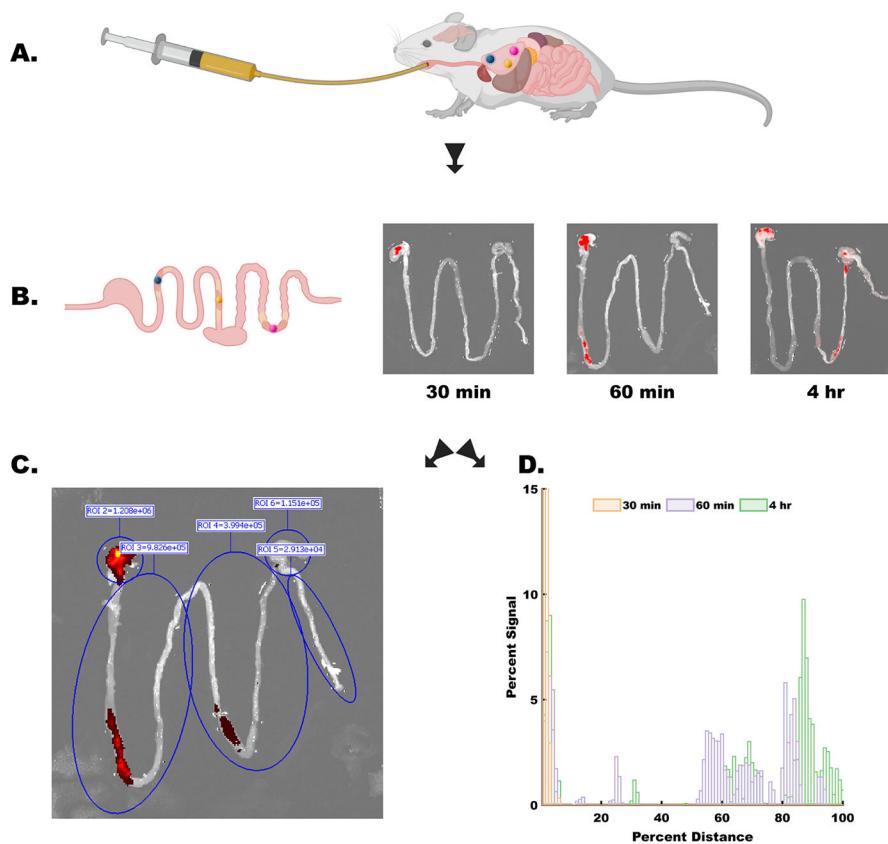 A.
B.
30 min
60 min
4 hr
C.
D.
ROI 2=1.208e+06
ROI 6=1.151e+05
ROI 4=3.994e+05
ROI 3=9.826e+05
ROI 5=2.913e+04
15
30 min
60 min
4 hr
10
Percent Signal
5
0
20
40
60
80
100
Percent Distance